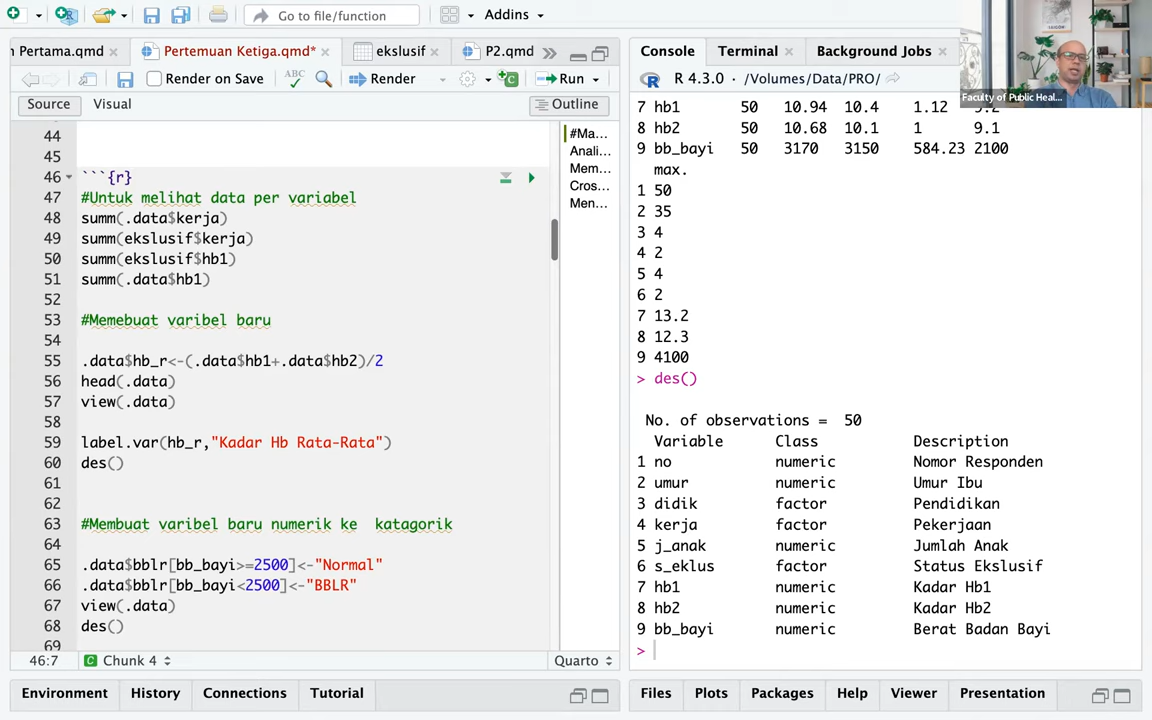 Go to file/function
Addins
n Pertama.qmd
Pertemuan Ketiga.qmd*
ekslusif
P2.qmd
Render on Save
ABC
Render
Run
Source
Visual
Outline
44
45
46 ```{r}
47 #Untuk melihat data per variabel
48 summ(.data$kerja)
49 summ(ekslusif$kerja)
50 summ(ekslusif$hb1)
51 summ(.data$hb1)
52
53 #Memebuat varibel baru
54
55 .data$hb_r<-(.data$hb1+.data$hb2)/2
56 head(.data)
57 view(.data)
58
59 label.var(hb_r,"Kadar Hb Rata-Rata")
60 des()
61
62
63 #Membuat varibel baru numerik ke  katagorik
64
65 .data$bblr[bb_bayi>=2500]<-"Normal"
66 .data$bblr[bb_bayi<2500]<-"BBLR"
67 view(.data)
68 des()
69
#Ma...
Anali...
Mem...
Cros...
Men...
46:7
Chunk 4
Quarto
Environment
History
Connections
Tutorial
Console
Terminal
Background Jobs
R 4.3.0 · /Volumes/Data/PRO/
Faculty of Public Heal...
7 hb1 50 10.94 10.4 1.12
8 hb2 50 10.68 10.1 1 9.1
9 bb_bayi 50 3170 3150 584.23 2100
max.
1 50
2 35
3 4
4 2
5 4
6 2
7 13.2
8 12.3
9 4100
> des()
No. of observations = 50
Variable Class Description
1 no numeric Nomor Responden
2 umur numeric Umur Ibu
3 didik factor Pendidikan
4 kerja factor Pekerjaan
5 j_anak numeric Jumlah Anak
6 s_eklus factor Status Ekslusif
7 hb1 numeric Kadar Hb1
8 hb2 numeric Kadar Hb2
9 bb_bayi numeric Berat Badan Bayi
>
Files
Plots
Packages
Help
Viewer
Presentation